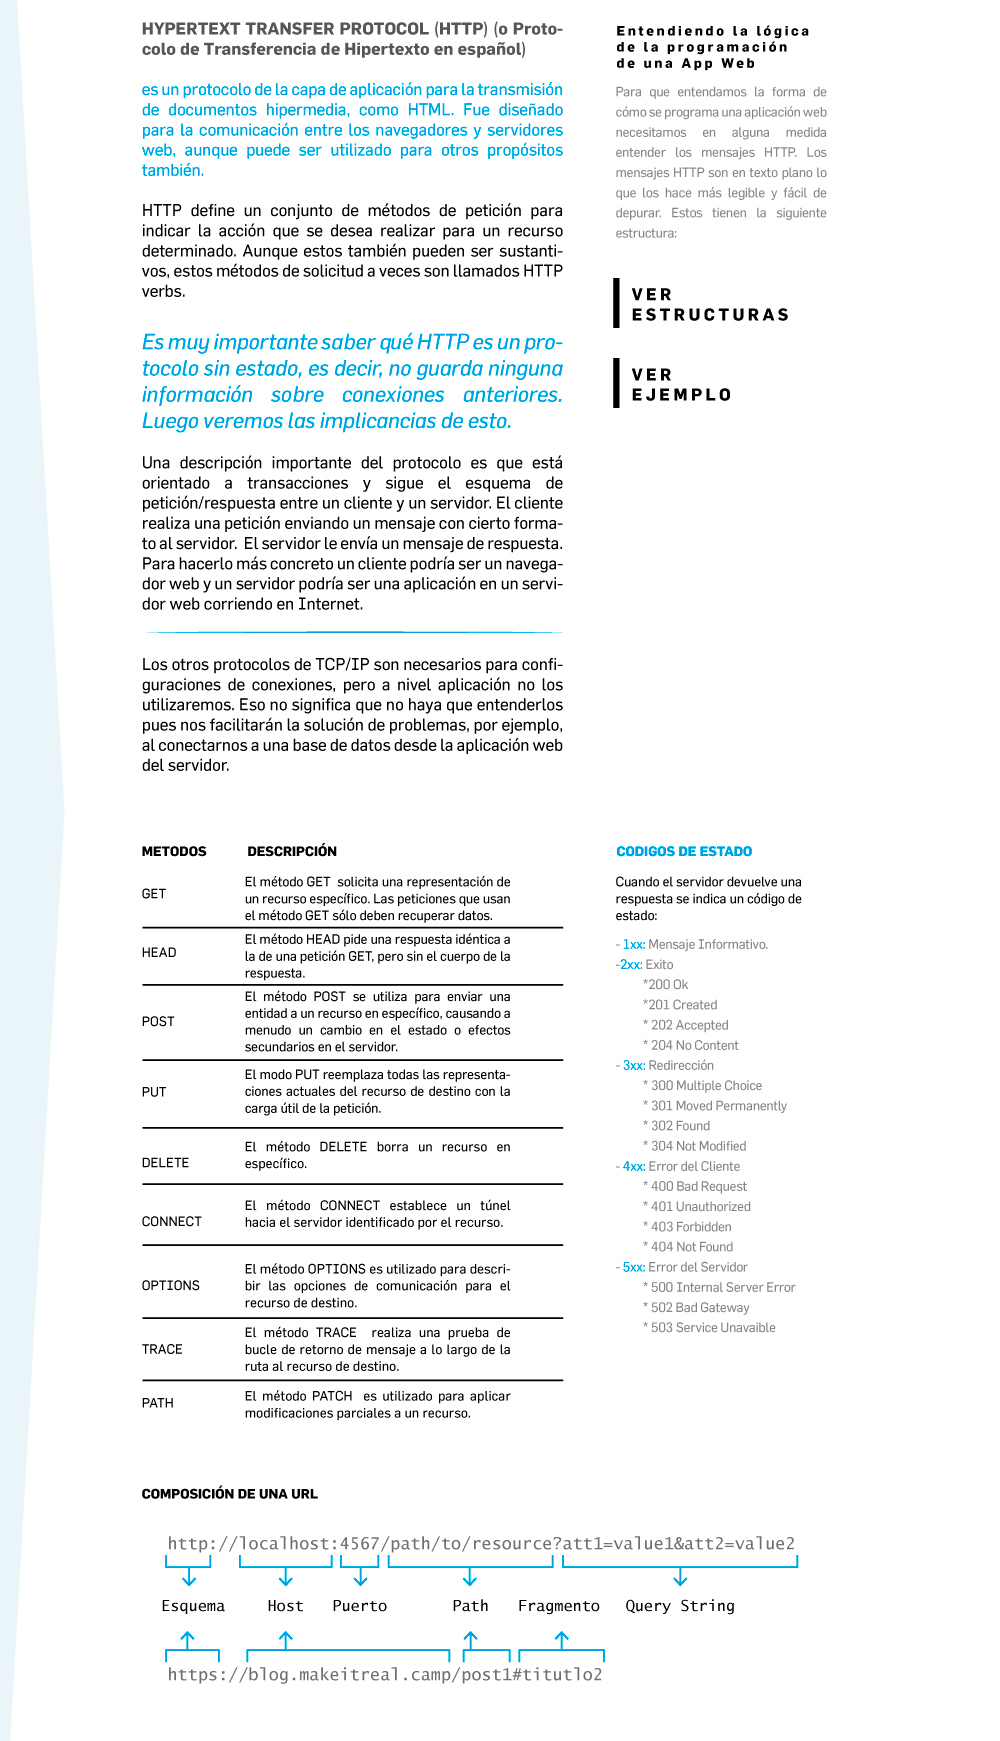 HYPERTEXT TRANSFER PROTOCOL (HTTP) (o Proto-
colo de Transferencia de Hipertexto en español)
es un protocolo de la capa de aplicación para la transmisión
de documentos hipermedia, como HTML. Fue diseñado
para la comunicación entre los navegadores y servidores
web, aunque puede ser utilizado para otros propósitos
también.
HTTP define un conjunto de métodos de petición para
indicar la acción que se desea realizar para un recurso
determinado. Aunque estos también pueden ser sustanti-
vos, estos métodos de solicitud a veces son llamados HTTP
verbs.
Es muy importante saber qué HTTP es un pro-
tocolo sin estado, es decir, no guarda ninguna
información sobre conexiones anteriores.
Luego veremos las implicancias de esto.
Una descripción importante del protocolo es que está
orientado a transacciones y sigue el esquema de
petición/respuesta entre un cliente y un servidor. El cliente
realiza una petición enviando un mensaje con cierto forma-
to al servidor. El servidor le envía un mensaje de respuesta.
Para hacerlo más concreto un cliente podría ser un navega-
dor web y un servidor podría ser una aplicación en un servi-
dor web corriendo en Internet.
Los otros protocolos de TCP/IP son necesarios para confi-
guraciones de conexiones, pero a nivel aplicación no los
utilizaremos. Eso no significa que no haya que entenderlos
pues nos facilitarán la solución de problemas, por ejemplo,
al conectarnos a una base de datos desde la aplicación web
del servidor.
Entendiendo la lógica
de la programación
de una App Web
Para que entendamos la forma de
cómo se programa una aplicación web
necesitamos en alguna medida
entender los mensajes HTTP. Los
mensajes HTTP son en texto plano lo
que los hace más legible y fácil de
depurar. Estos tienen la siguiente
estructura:
VER
ESTRUCTURAS
VER
EJEMPLO
METODOS DESCRIPCIÓN
GET
El método GET solicita una representación de
un recurso específico. Las peticiones que usan
el método GET sólo deben recuperar datos.
HEAD
El método HEAD pide una respuesta idéntica a
la de una petición GET, pero sin el cuerpo de la
respuesta.
POST
El método POST se utiliza para enviar una
entidad a un recurso en específico, causando a
menudo un cambio en el estado o efectos
secundarios en el servidor.
PUT
El modo PUT reemplaza todas las representa-
ciones actuales del recurso de destino con la
carga útil de la petición.
DELETE
El método DELETE borra un recurso en
específico.
CONNECT
El método CONNECT establece un túnel
hacia el servidor identificado por el recurso.
OPTIONS
El método OPTIONS es utilizado para descri-
bir las opciones de comunicación para el
recurso de destino.
TRACE
El método TRACE realiza una prueba de
bucle de retorno de mensaje a lo largo de la
ruta al recurso de destino.
PATH
El método PATCH es utilizado para aplicar
modificaciones parciales a un recurso.
CODIGOS DE ESTADO
Cuando el servidor devuelve una
respuesta se indica un código de
estado:
- 1xx: Mensaje Informativo.
-2xx: Exito
*200 Ok
*201 Created
* 202 Accepted
* 204 No Content
- 3xx: Redirección
* 300 Multiple Choice
* 301 Moved Permanently
* 302 Found
* 304 Not Modified
- 4xx: Error del Cliente
* 400 Bad Request
* 401 Unauthorized
* 403 Forbidden
* 404 Not Found
- 5xx: Error del Servidor
* 500 Internal Server Error
* 502 Bad Gateway
* 503 Service Unavaible
COMPOSICIÓN DE UNA URL
http://localhost:4567/path/to/resource?att1=value1&att2=value2
Esquema Host Puerto Path Fragmento Query String
https://blog.makeitreal.camp/post1#titutlo2